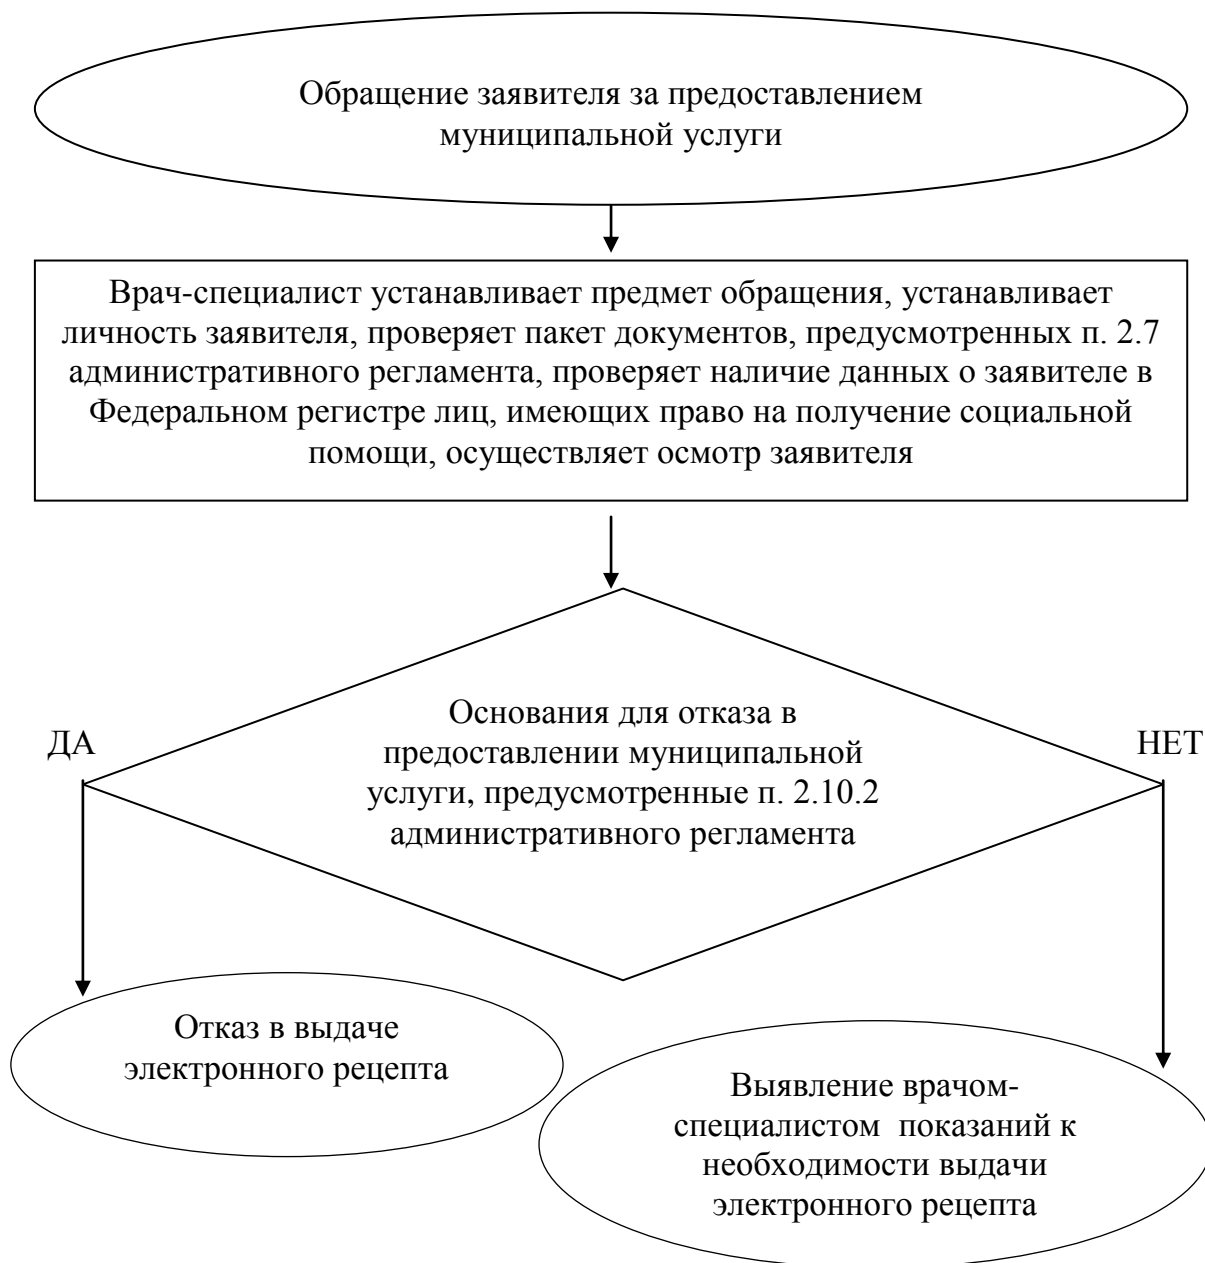 Обращение заявителя за предоставлением
муниципальной услуги
Врач-специалист устанавливает предмет обращения, устанавливает
личность заявителя, проверяет пакет документов, предусмотренных п. 2.7
административного регламента, проверяет наличие данных о заявителе в
Федеральном регистре лиц, имеющих право на получение социальной
помощи, осуществляет осмотр заявителя
Основания для отказа в
предоставлении муниципальной
услуги, предусмотренные п. 2.10.2
административного регламента
ДА
НЕТ
Отказ в выдаче
электронного рецепта
Выявление врачом-
специалистом  показаний к
необходимости выдачи
электронного рецепта